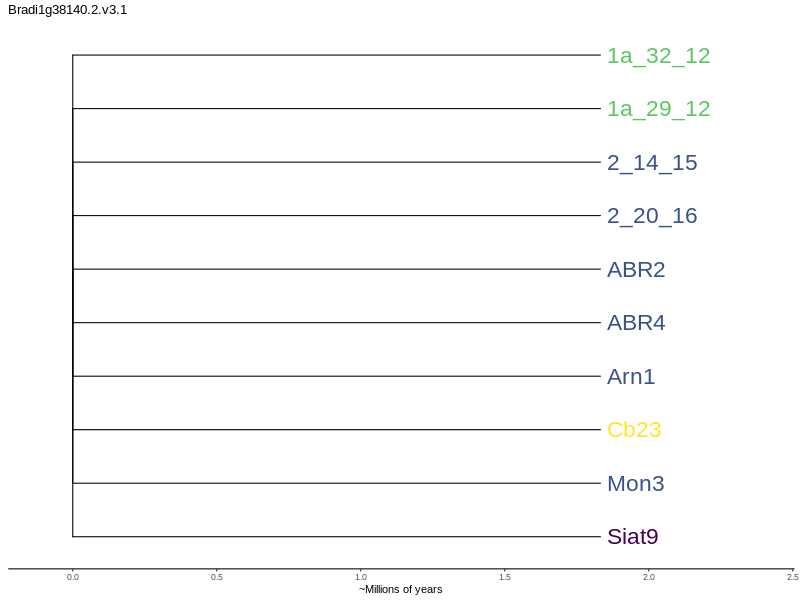 Bradi1g38140.2.v3.1
1a_32_12
1a_29_12
2_14_15
2_20_16
ABR2
ABR4
Arn1
Cb23
Mon3
Siat9
0.0 0.5 1.0 1.5 2.0 2.5
~Millions of years